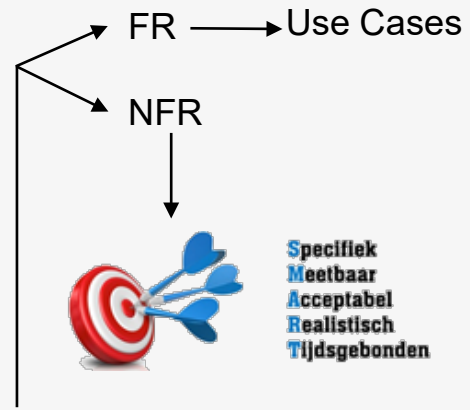 FR
Use Cases
NFR
Specifiek
Meetbaar
Acceptabel
Realistisch
Tijdsgebonden